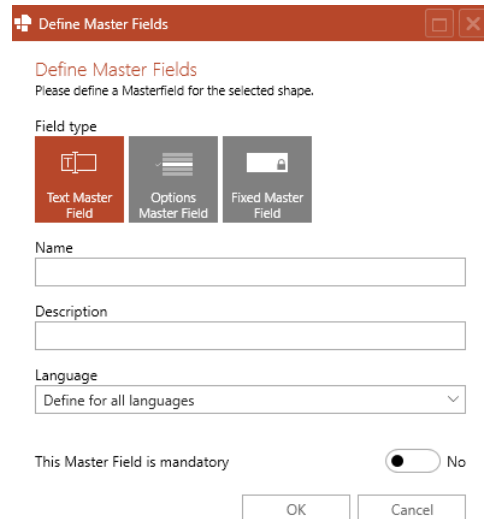 Define Master Fields
Define Master Fields
Please define a Masterfield for the selected shape.
Field type
T
Text Master
Field
Options
Master Field
Fixed Master
Field
Name
Description
Language
Define for all languages
This Master Field is mandatory
No
OK
Cancel